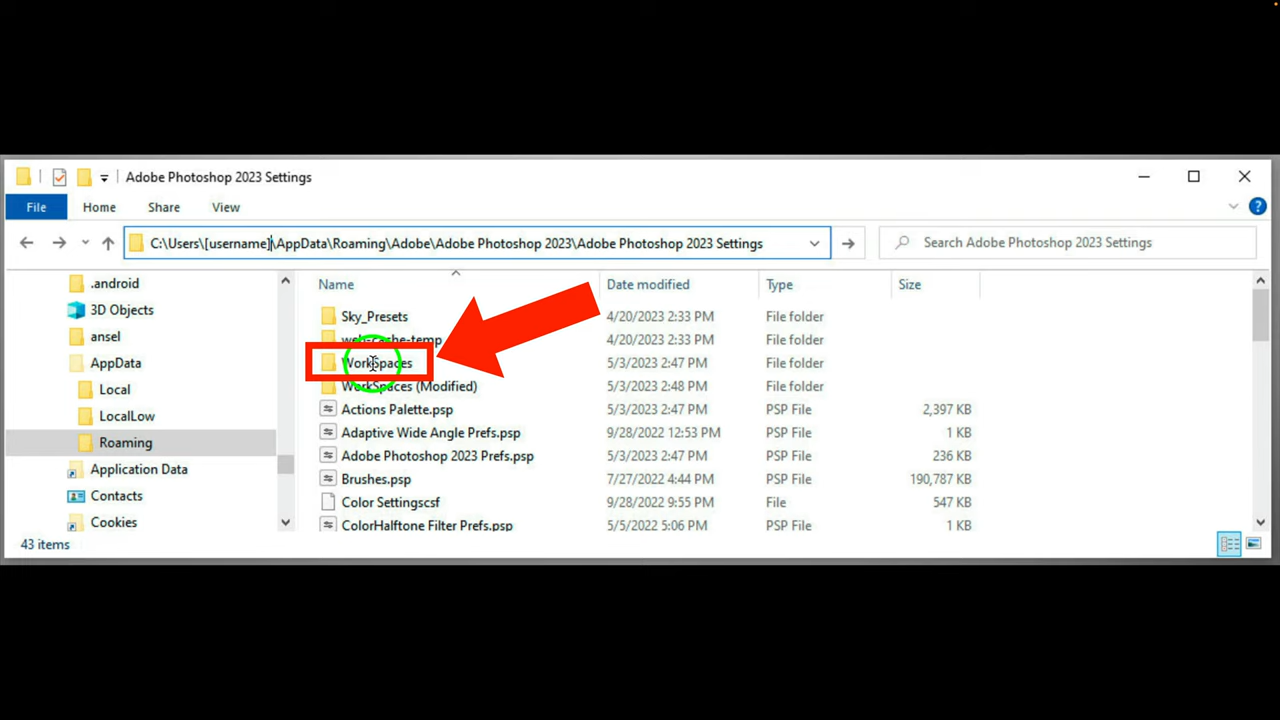 Adobe Photoshop 2023 Settings
File Home Share View
C:\Users\[username]\AppData\Roaming\Adobe\Adobe Photoshop 2023\Adobe Photoshop 2023 Settings
Search Adobe Photoshop 2023 Settings
.android
3D Objects
ansel
AppData
Local
LocalLow
Roaming
Application Data
Contacts
Cookies
Name Date modified Type Size
Sky_Presets 4/20/2023 2:33 PM File folder
web-cache-temp 4/20/2023 2:33 PM File folder
WorkSpaces 5/3/2023 2:47 PM File folder
WorkSpaces (Modified) 5/3/2023 2:48 PM File folder
Actions Palette.psp 5/3/2023 2:47 PM PSP File 2,397 KB
Adaptive Wide Angle Prefs.psp 9/28/2022 12:53 PM PSP File 1 KB
Adobe Photoshop 2023 Prefs.psp 5/3/2023 2:47 PM PSP File 236 KB
Brushes.psp 7/27/2022 4:44 PM PSP File 190,787 KB
Color Settingscsf 9/28/2022 9:55 PM File 547 KB
ColorHalftone Filter Prefs.psp 5/5/2022 5:06 PM PSP File 1 KB
43 items